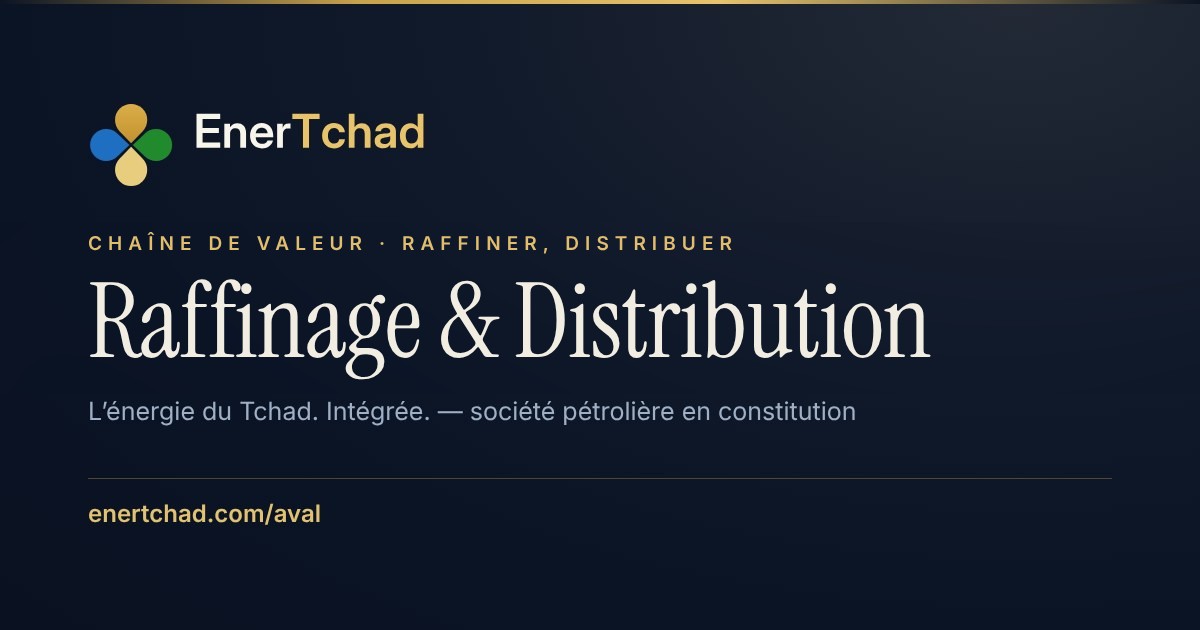 EnerTchad
CHAÎNE DE VALEUR · RAFFINER, DISTRIBUER
Raffinage & Distribution
L’énergie du Tchad. Intégrée. — société pétrolière en constitution
enertchad.com/aval